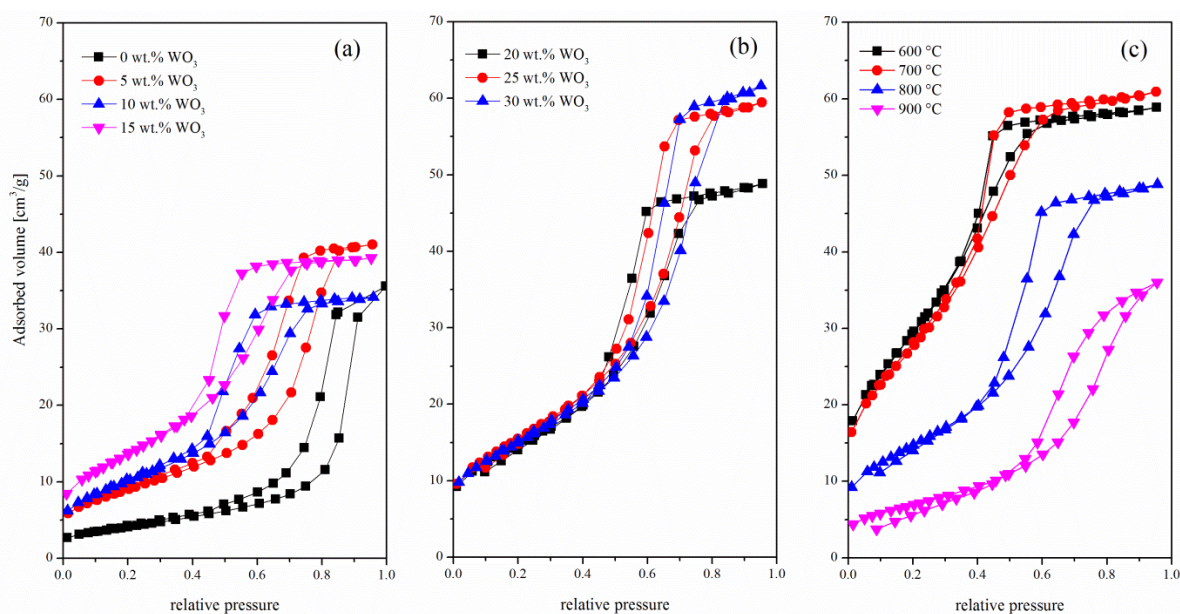 (a)
0 wt.% WO₃
5 wt.% WO₃
10 wt.% WO₃
15 wt.% WO₃
Adsorbed volume [cm³/g]
70
60
50
40
30
20
10
0
0.0 0.2 0.4 0.6 0.8 1.0
relative pressure
(b)
20 wt.% WO₃
25 wt.% WO₃
30 wt.% WO₃
70
60
50
40
30
20
10
0
0.0 0.2 0.4 0.6 0.8 1.0
relative pressure
(c)
600 °C
700 °C
800 °C
900 °C
70
60
50
40
30
20
10
0
0.0 0.2 0.4 0.6 0.8 1.0
relative pressure